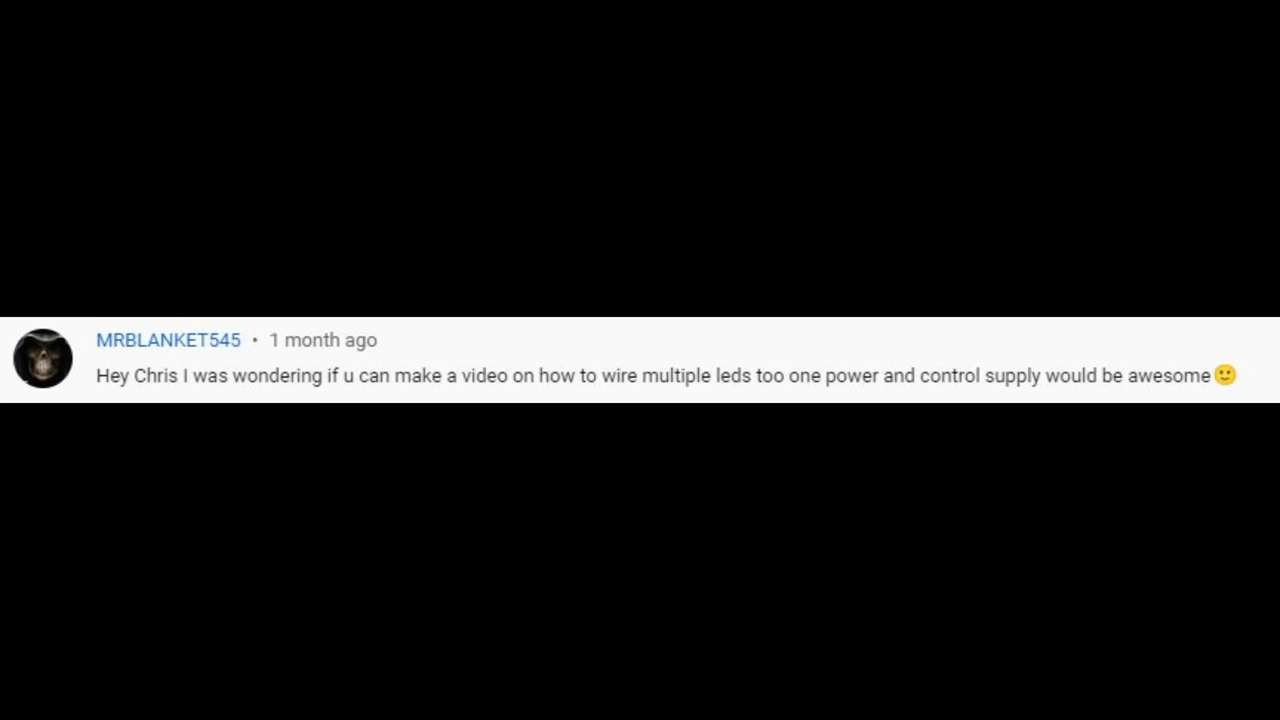 MRBLANKET545 • 1 month ago
Hey Chris I was wondering if u can make a video on how to wire multiple leds too one power and control supply would be awesome🙂